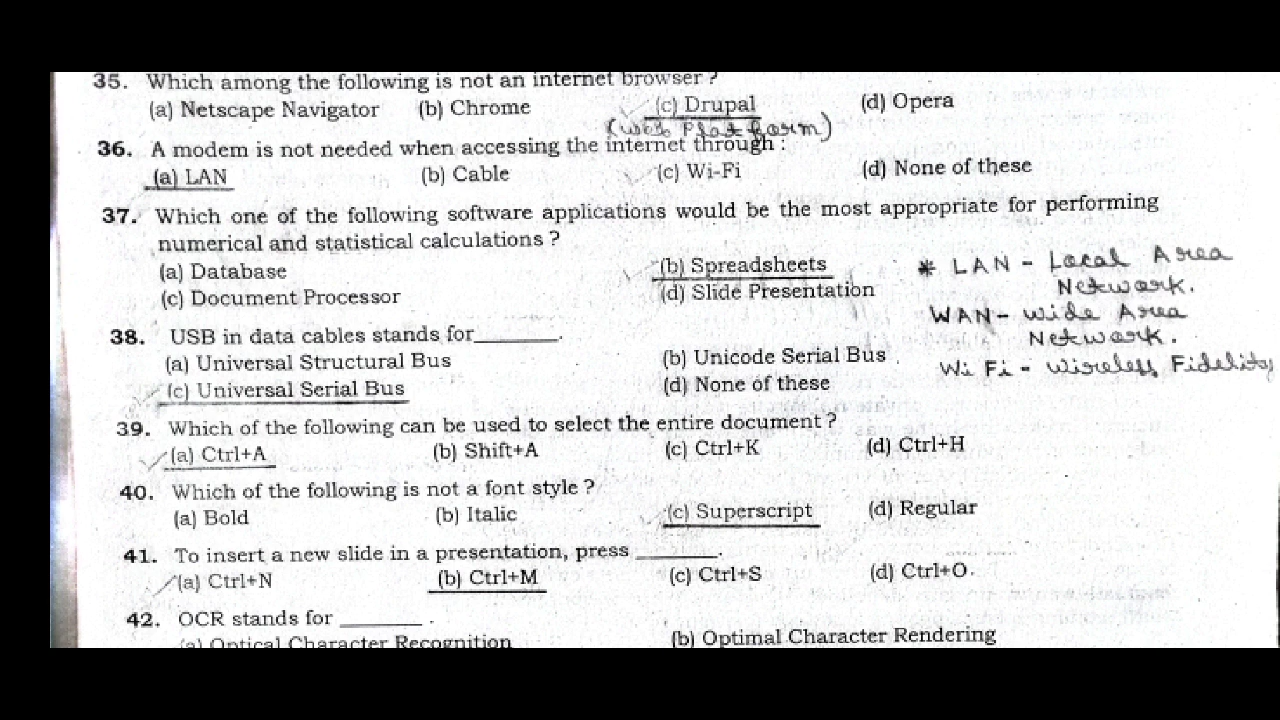 35. Which among the following is not an internet browser ?
(a) Netscape Navigator (b) Chrome (c) Drupal (d) Opera
(web Platform)
36. A modem is not needed when accessing the internet through :
(a) LAN (b) Cable (c) Wi-Fi (d) None of these
37. Which one of the following software applications would be the most appropriate for performing
numerical and statistical calculations ?
(a) Database (b) Spreadsheets
(c) Document Processor (d) Slide Presentation
* LAN - Local Area
Network.
WAN - Wide Area
Network.
Wi Fi - Wireless Fidelity
38. USB in data cables stands for________.
(a) Universal Structural Bus (b) Unicode Serial Bus
(c) Universal Serial Bus (d) None of these
39. Which of the following can be used to select the entire document ?
(a) Ctrl+A (b) Shift+A (c) Ctrl+K (d) Ctrl+H
40. Which of the following is not a font style ?
(a) Bold (b) Italic (c) Superscript (d) Regular
41. To insert a new slide in a presentation, press ________.
(a) Ctrl+N (b) Ctrl+M (c) Ctrl+S (d) Ctrl+O.
42. OCR stands for ________ .
(a) Optical Character Recognition (b) Optimal Character Rendering